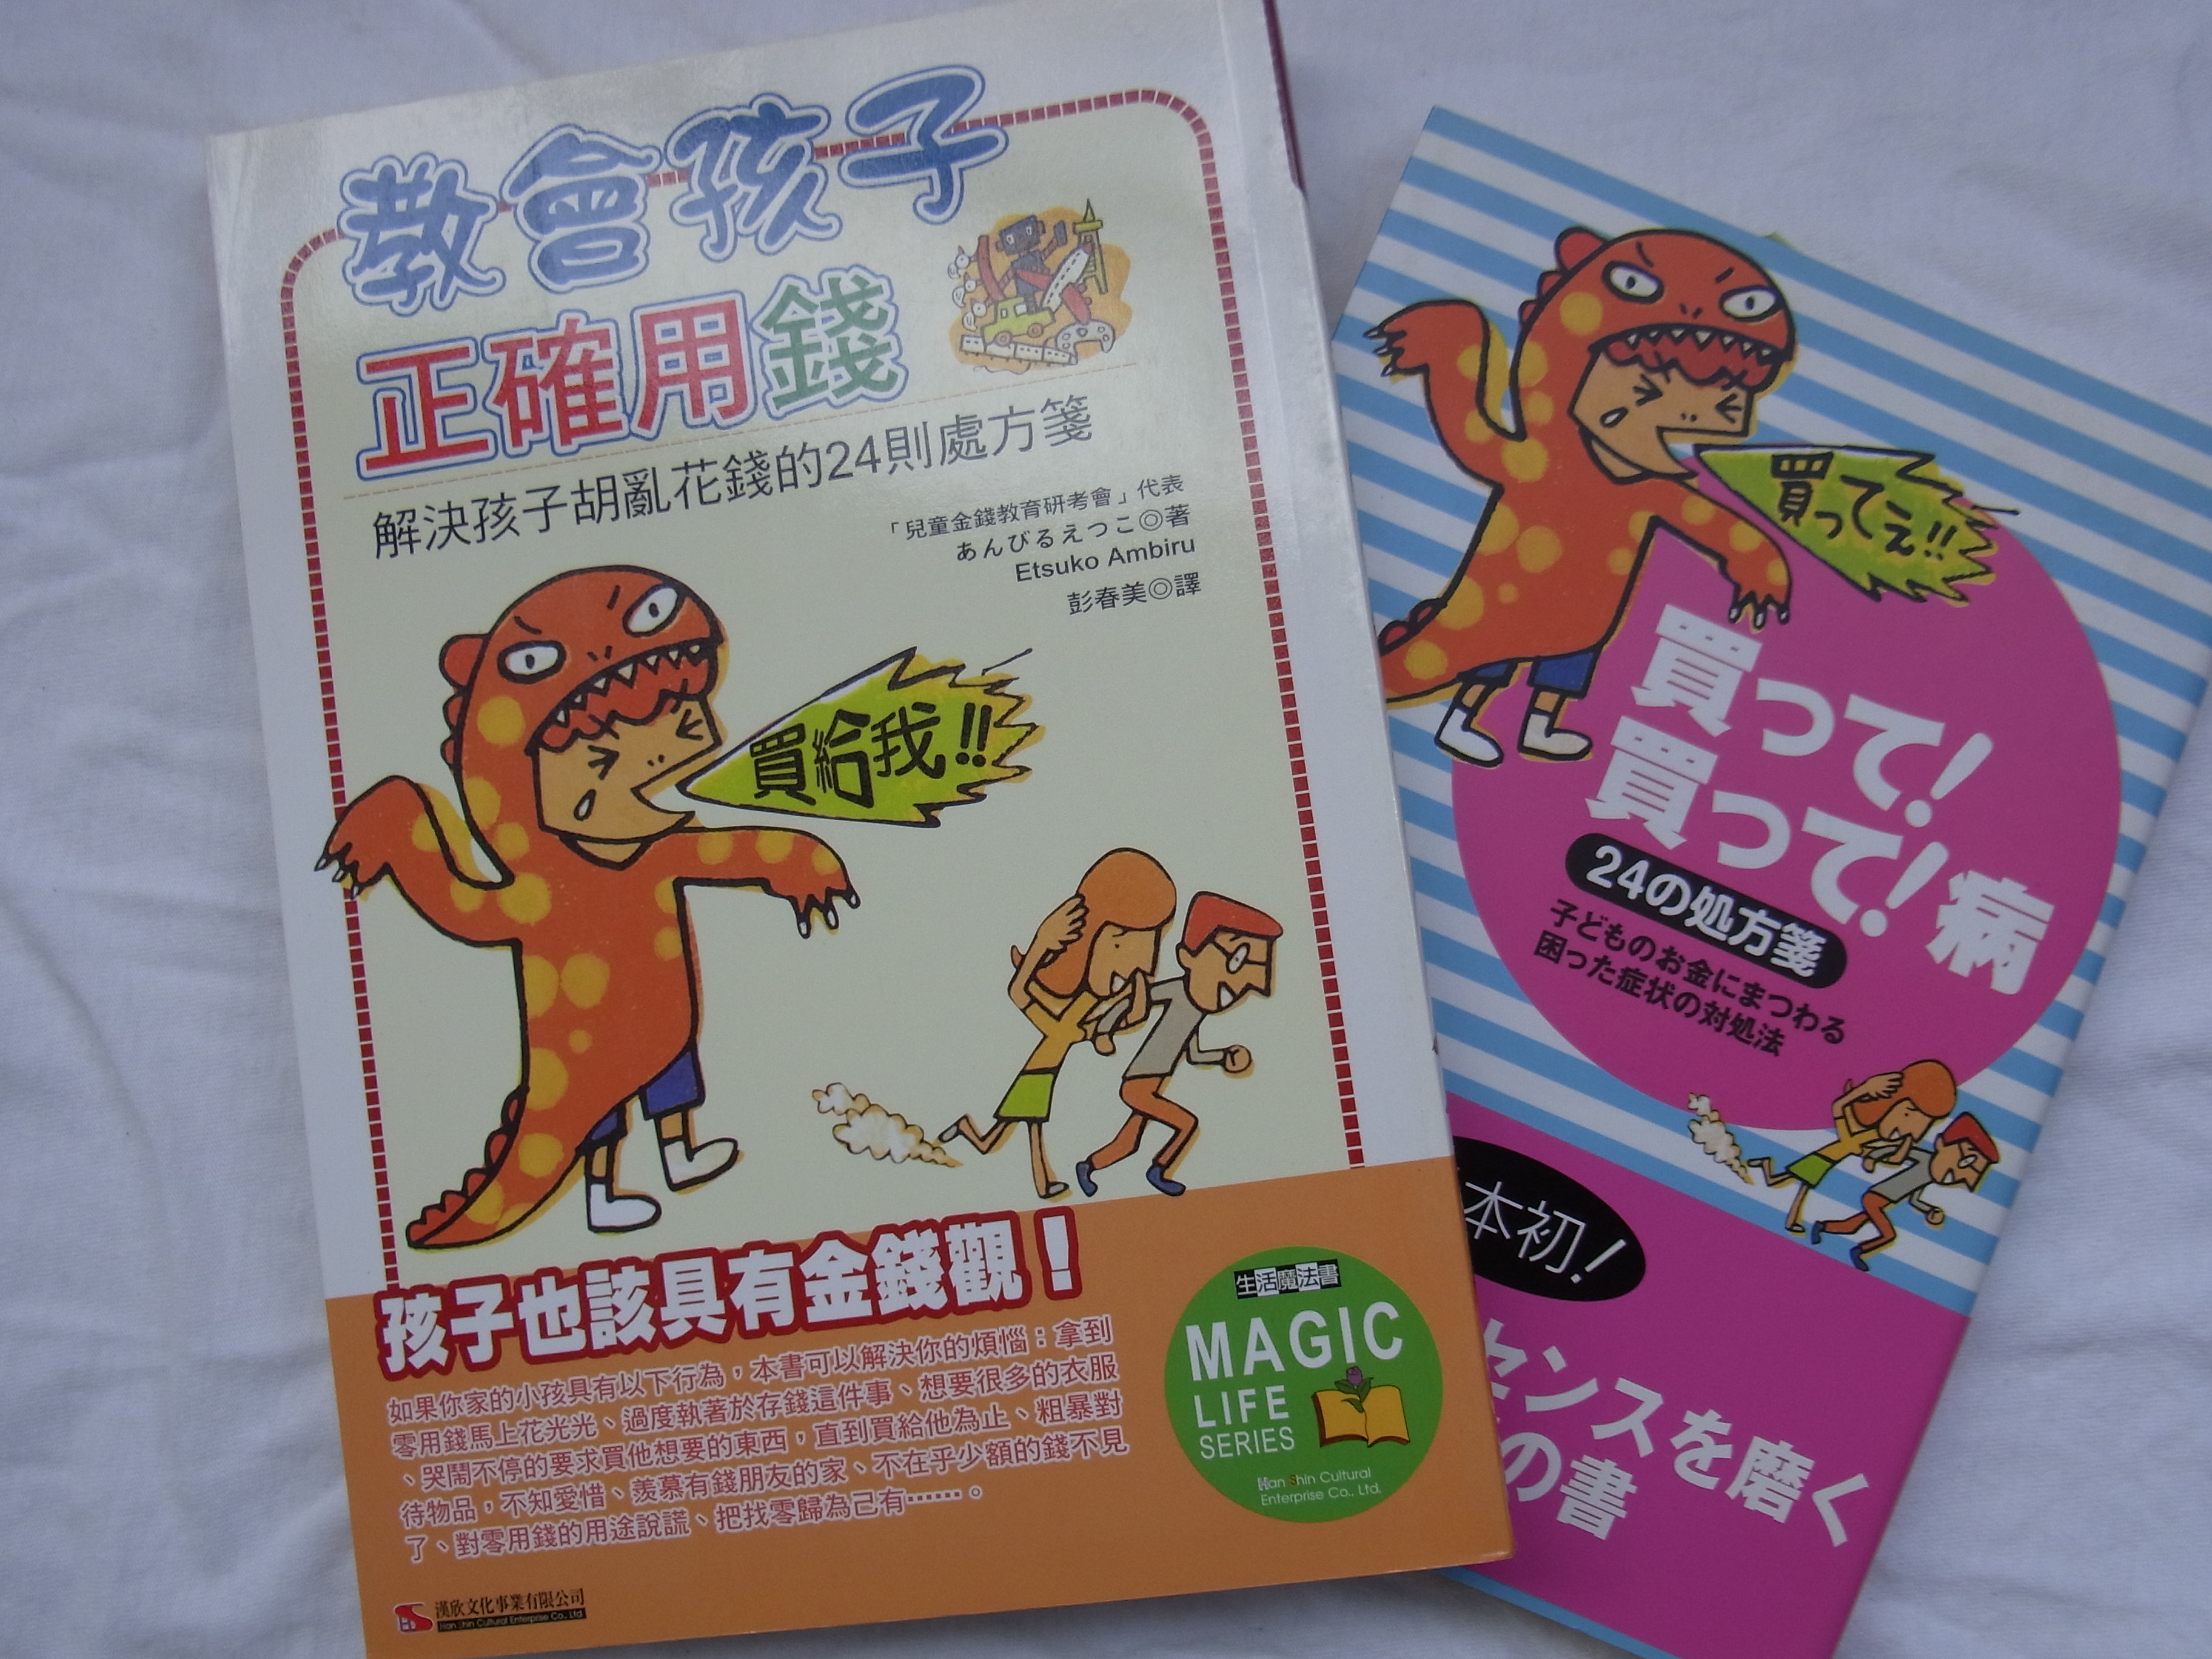 教會孩子
正確用錢
解決孩子胡亂花錢的24則處方箋
「兒童金錢教育研考會」代表
あんびるえつこ◎著
Etsuko Ambiru
彭春美◎譯
買給我!!
孩子也該具有金錢觀！
如果你家的小孩具有以下行為，本書可以解決你的煩惱：拿到
零用錢馬上花光光、過度執著於存錢這件事、想要很多的衣服
、哭鬧不停的要求買他想要的東西，直到買給他為止、粗暴對
待物品，不知愛惜、羨慕有錢朋友的家、不在乎少額的錢不見
了、對零用錢的用途說謊、把找零歸為己有⋯⋯。
生活魔法書
MAGIC
LIFE
SERIES
Han Shin Cultural
Enterprise Co., Ltd.
漢欣文化事業有限公司
Han Shin Cultural Enterprise Co., Ltd.
買ってぇ!!
買って!
買って!病
24の処方箋
子どものお金にまつわる
困った症状の対処法
本初!
センスを磨く
の書